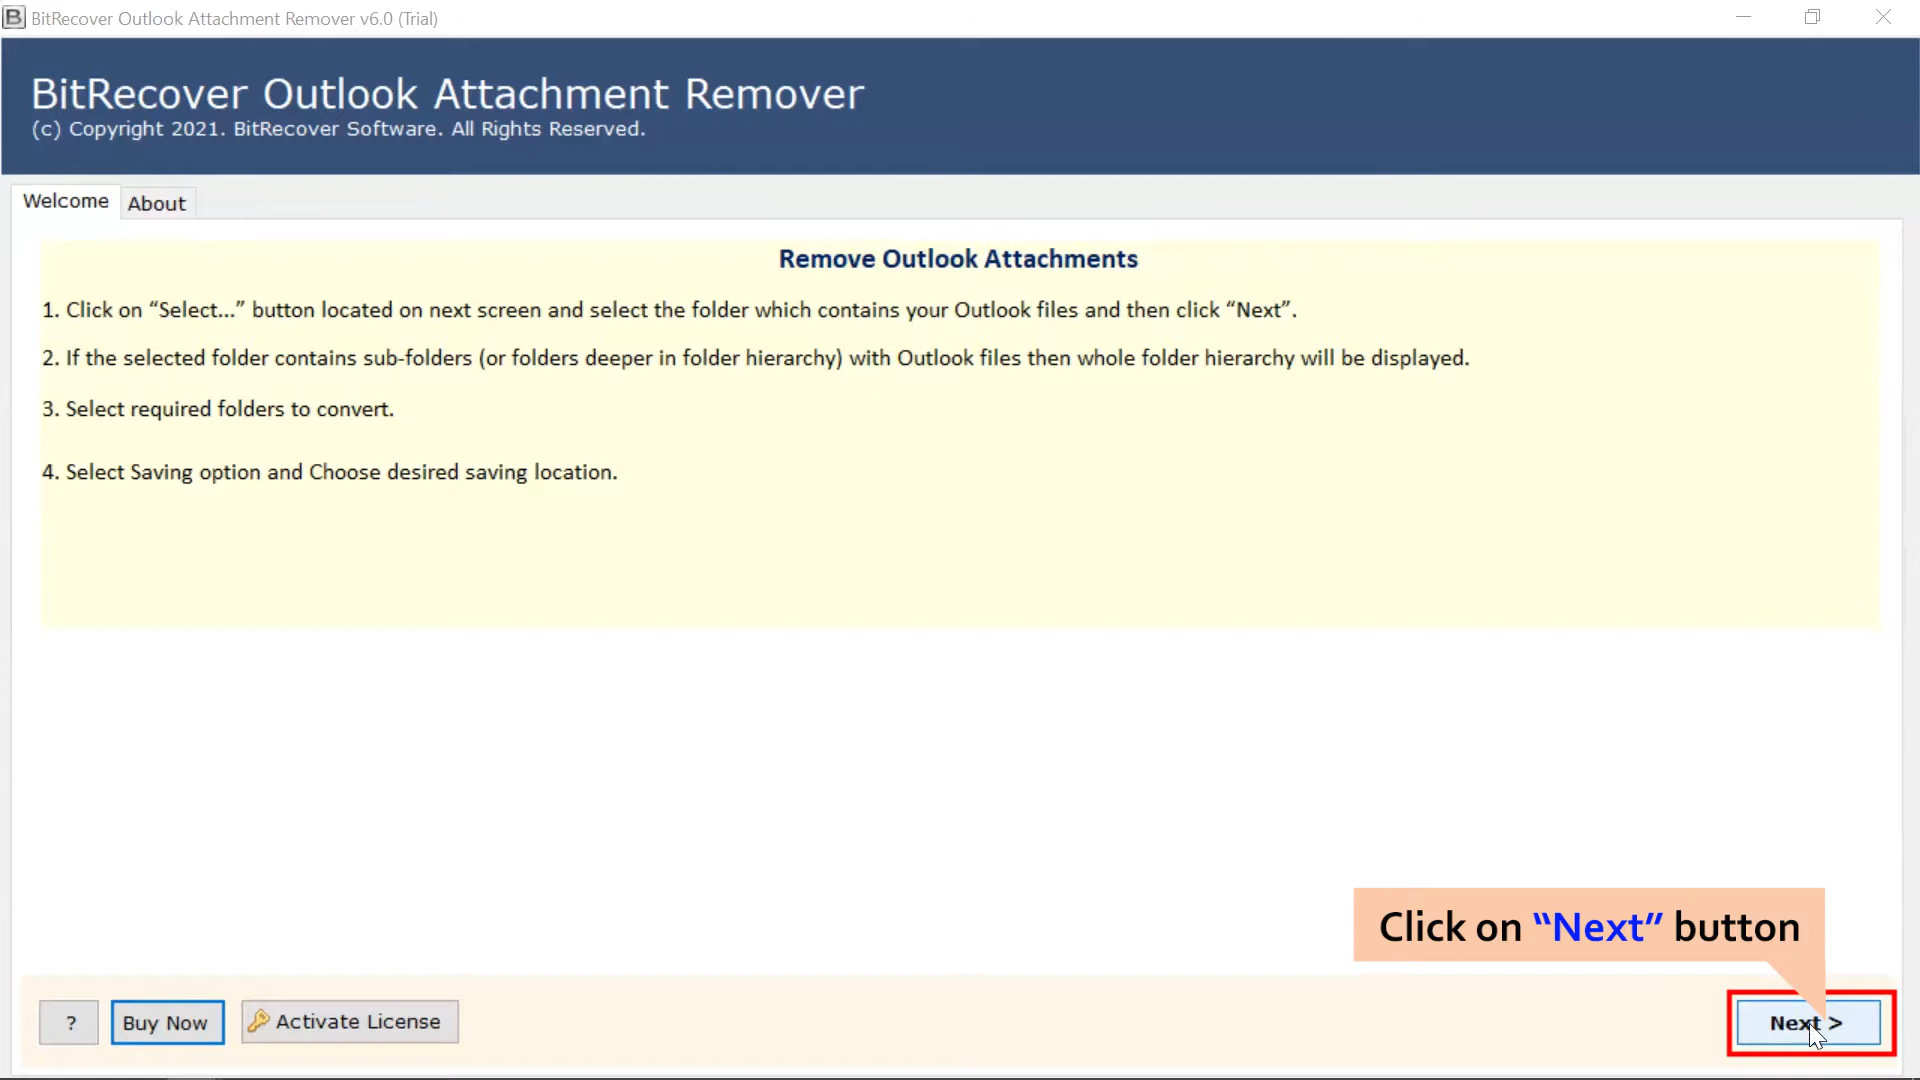 BitRecover Outlook Attachment Remover v6.0 (Trial)
BitRecover Outlook Attachment Remover
(c) Copyright 2021. BitRecover Software. All Rights Reserved.
Welcome
About
Remove Outlook Attachments
1. Click on “Select...” button located on next screen and select the folder which contains your Outlook files and then click “Next”.
2. If the selected folder contains sub-folders (or folders deeper in folder hierarchy) with Outlook files then whole folder hierarchy will be displayed.
3. Select required folders to convert.
4. Select Saving option and Choose desired saving location.
Click on “Next” button
?
Buy Now
Activate License
Next >